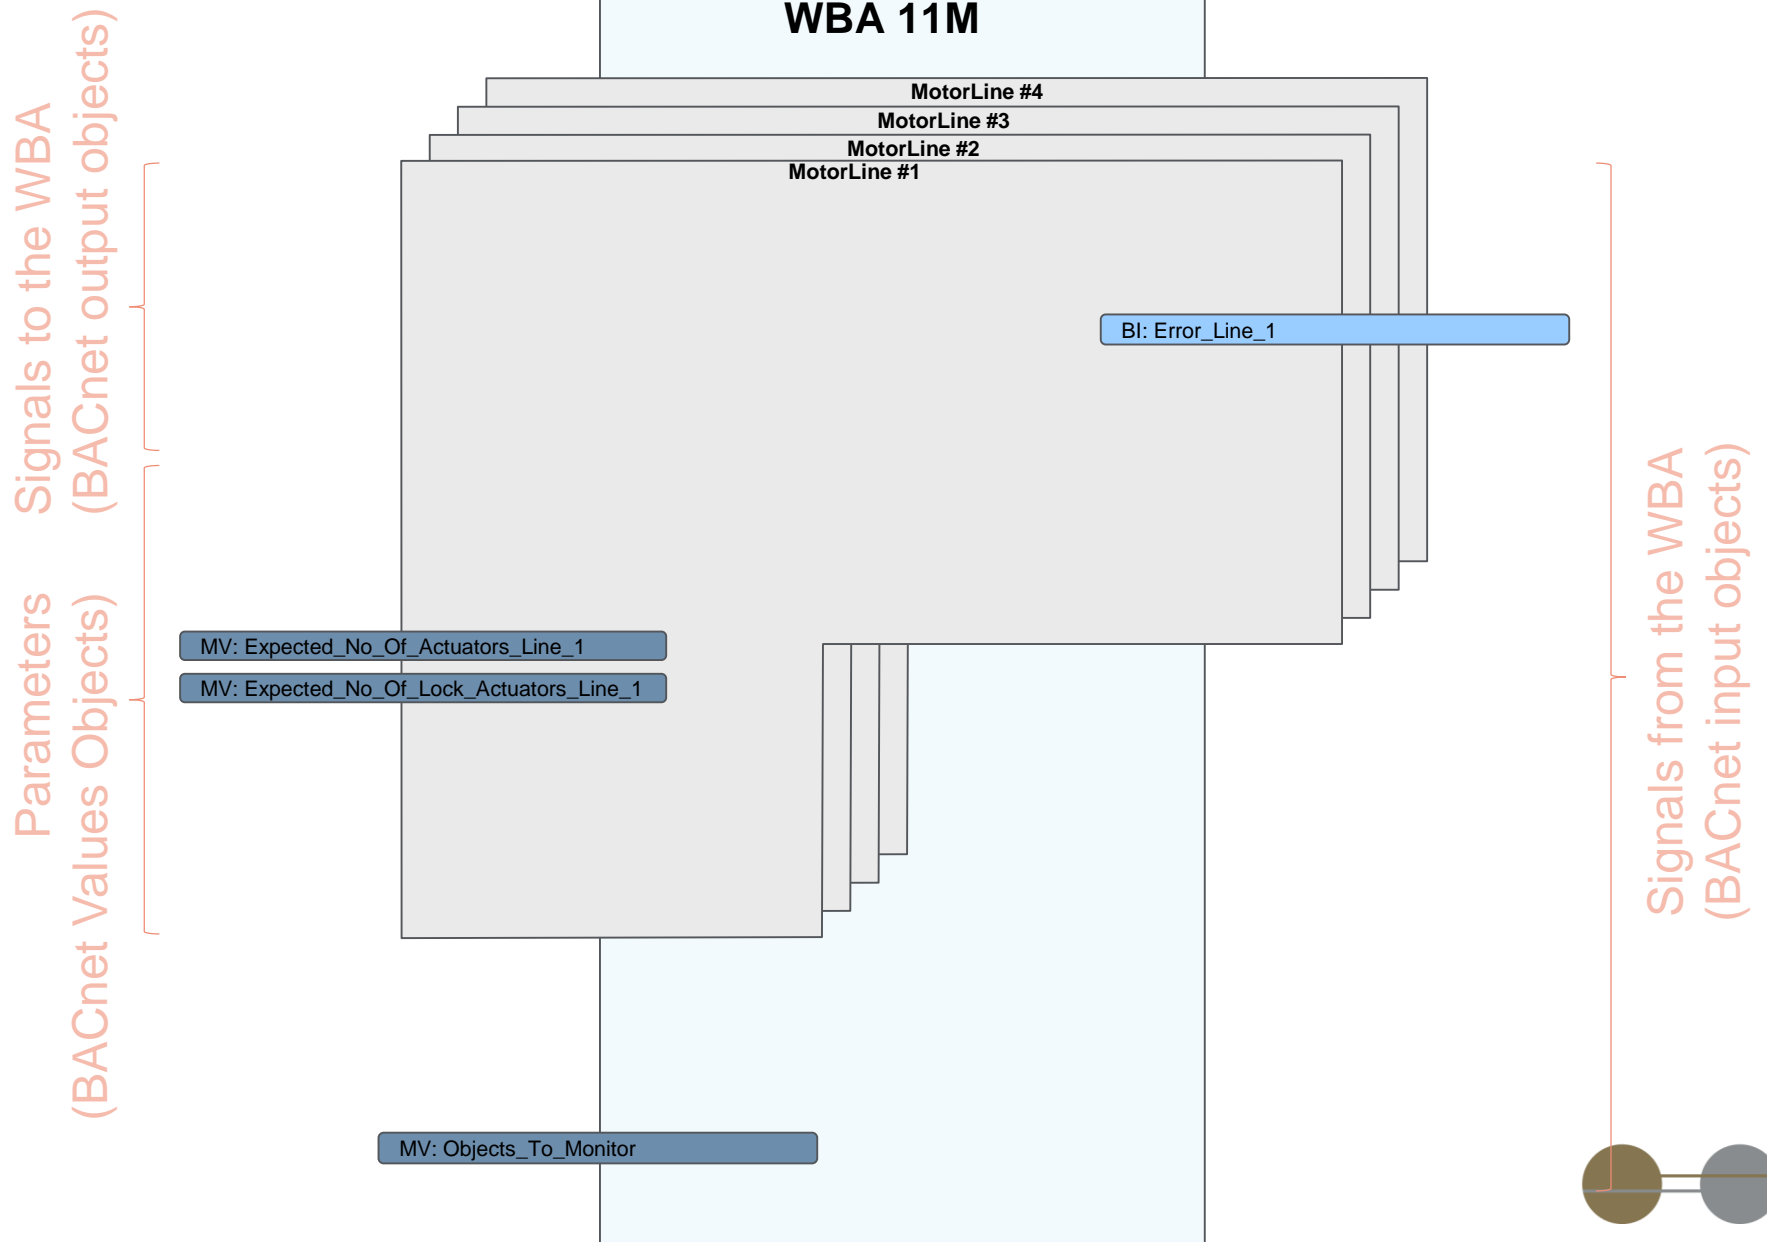 WBA 11M
MotorLine #4
MotorLine #3
MotorLine #2
MotorLine #1
Signals to the WBA
(BACnet output objects)
BI: Error_Line_1
Parameters
(BACnet Values Objects)
MV: Expected_No_Of_Actuators_Line_1
MV: Expected_No_Of_Lock_Actuators_Line_1
Signals from the WBA
(BACnet input objects)
MV: Objects_To_Monitor